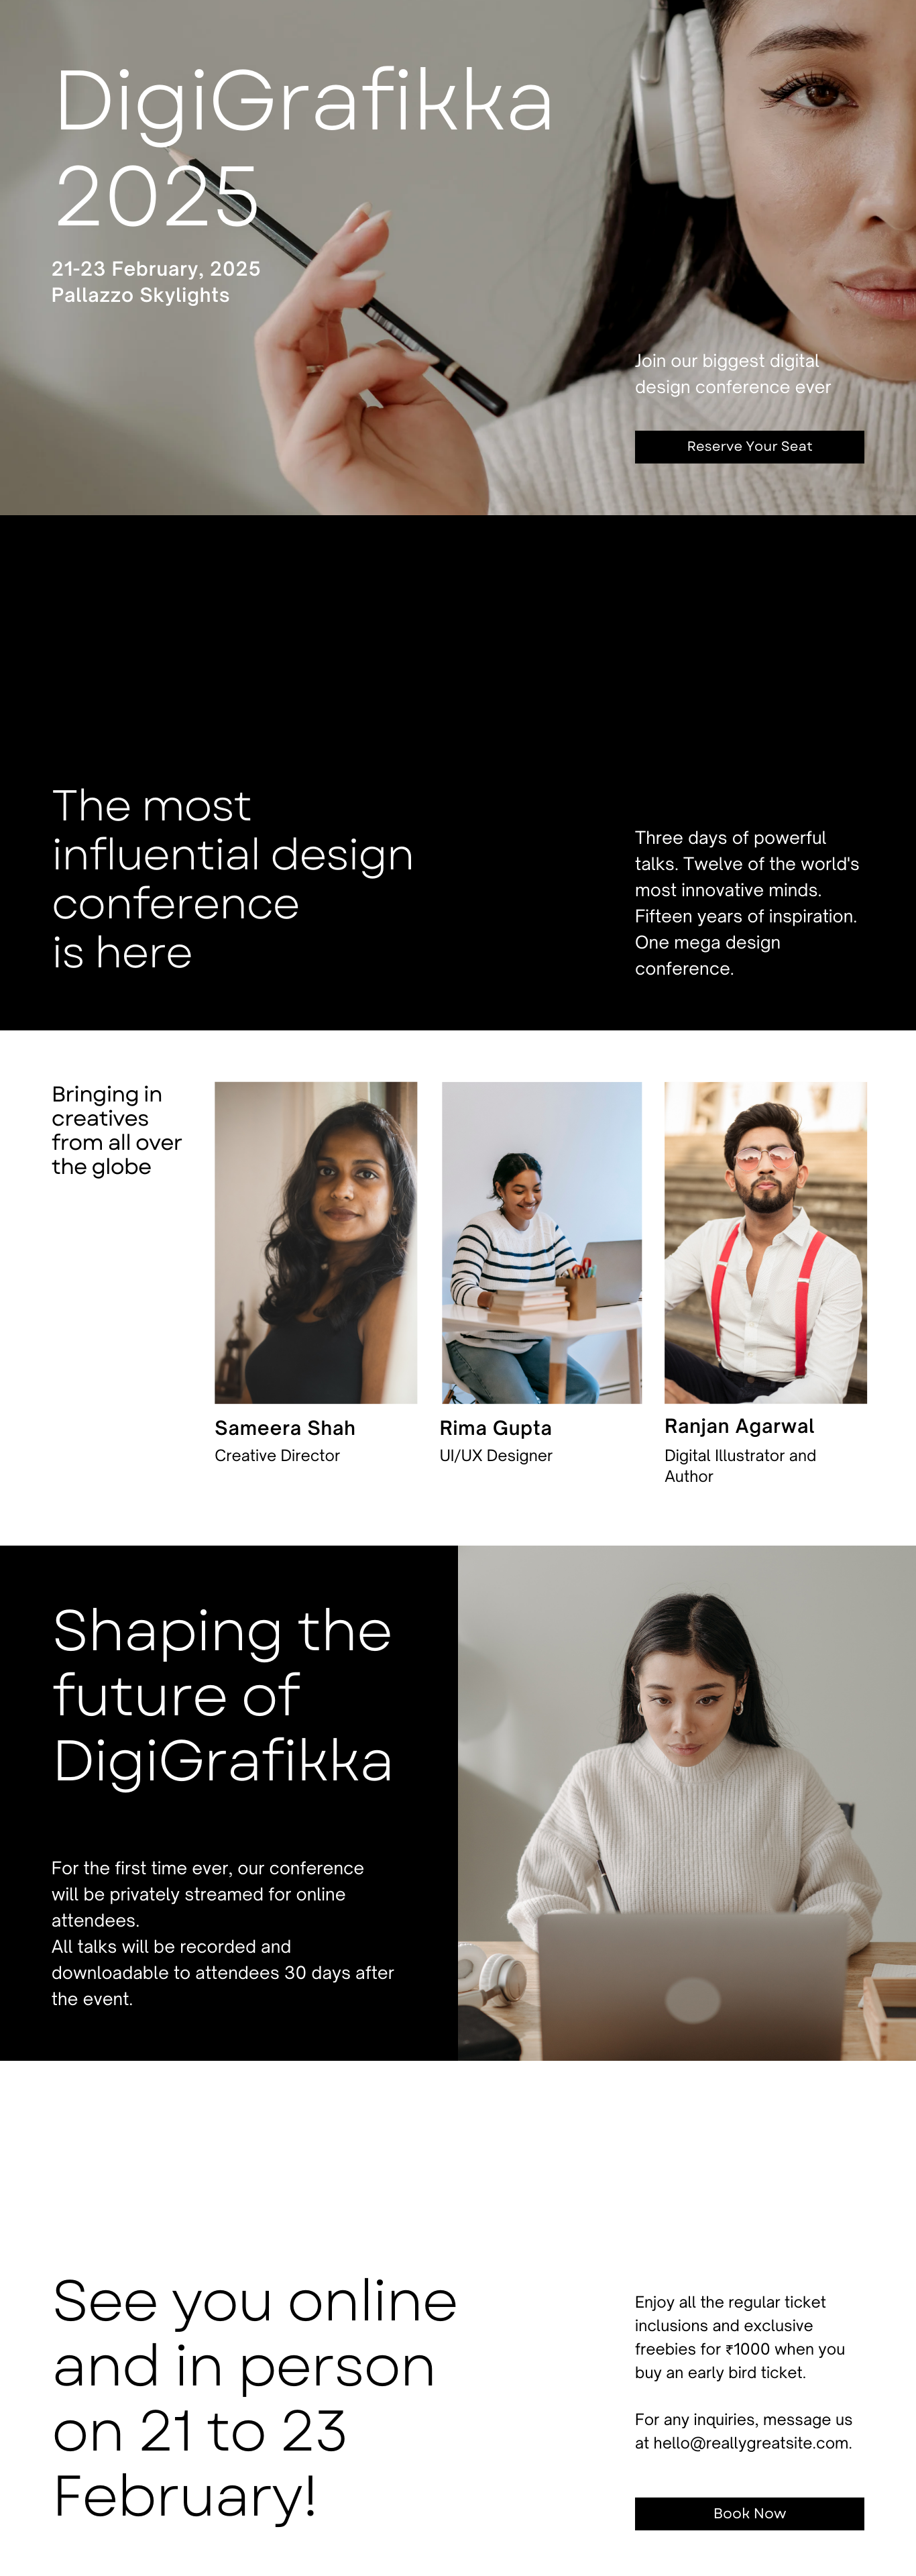 DigiGrafikka
2025
21-23 February, 2025
Pallazzo Skylights
Join our biggest digital
design conference ever
Reserve Your Seat
The most
influential design
conference
is here
Three days of powerful
talks. Twelve of the world's
most innovative minds.
Fifteen years of inspiration.
One mega design
conference.
Bringing in
creatives
from all over
the globe
Sameera Shah
Creative Director
Rima Gupta
UI/UX Designer
Ranjan Agarwal
Digital Illustrator and
Author
Shaping the
future of
DigiGrafikka
For the first time ever, our conference
will be privately streamed for online
attendees.
All talks will be recorded and
downloadable to attendees 30 days after
the event.
See you online
and in person
on 21 to 23
February!
Enjoy all the regular ticket
inclusions and exclusive
freebies for ₹1000 when you
buy an early bird ticket.
For any inquiries, message us
at hello@reallygreatsite.com.
Book Now